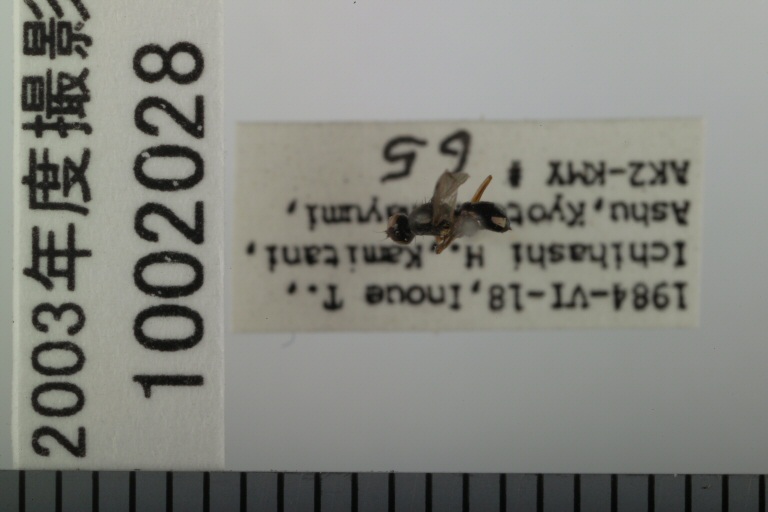 2003年度撮影
1002028
1984-VI-18, Inoue T.,
Ichihashi H., Kamitani,
Ashu, Kyoto
AK2-KMY #
65